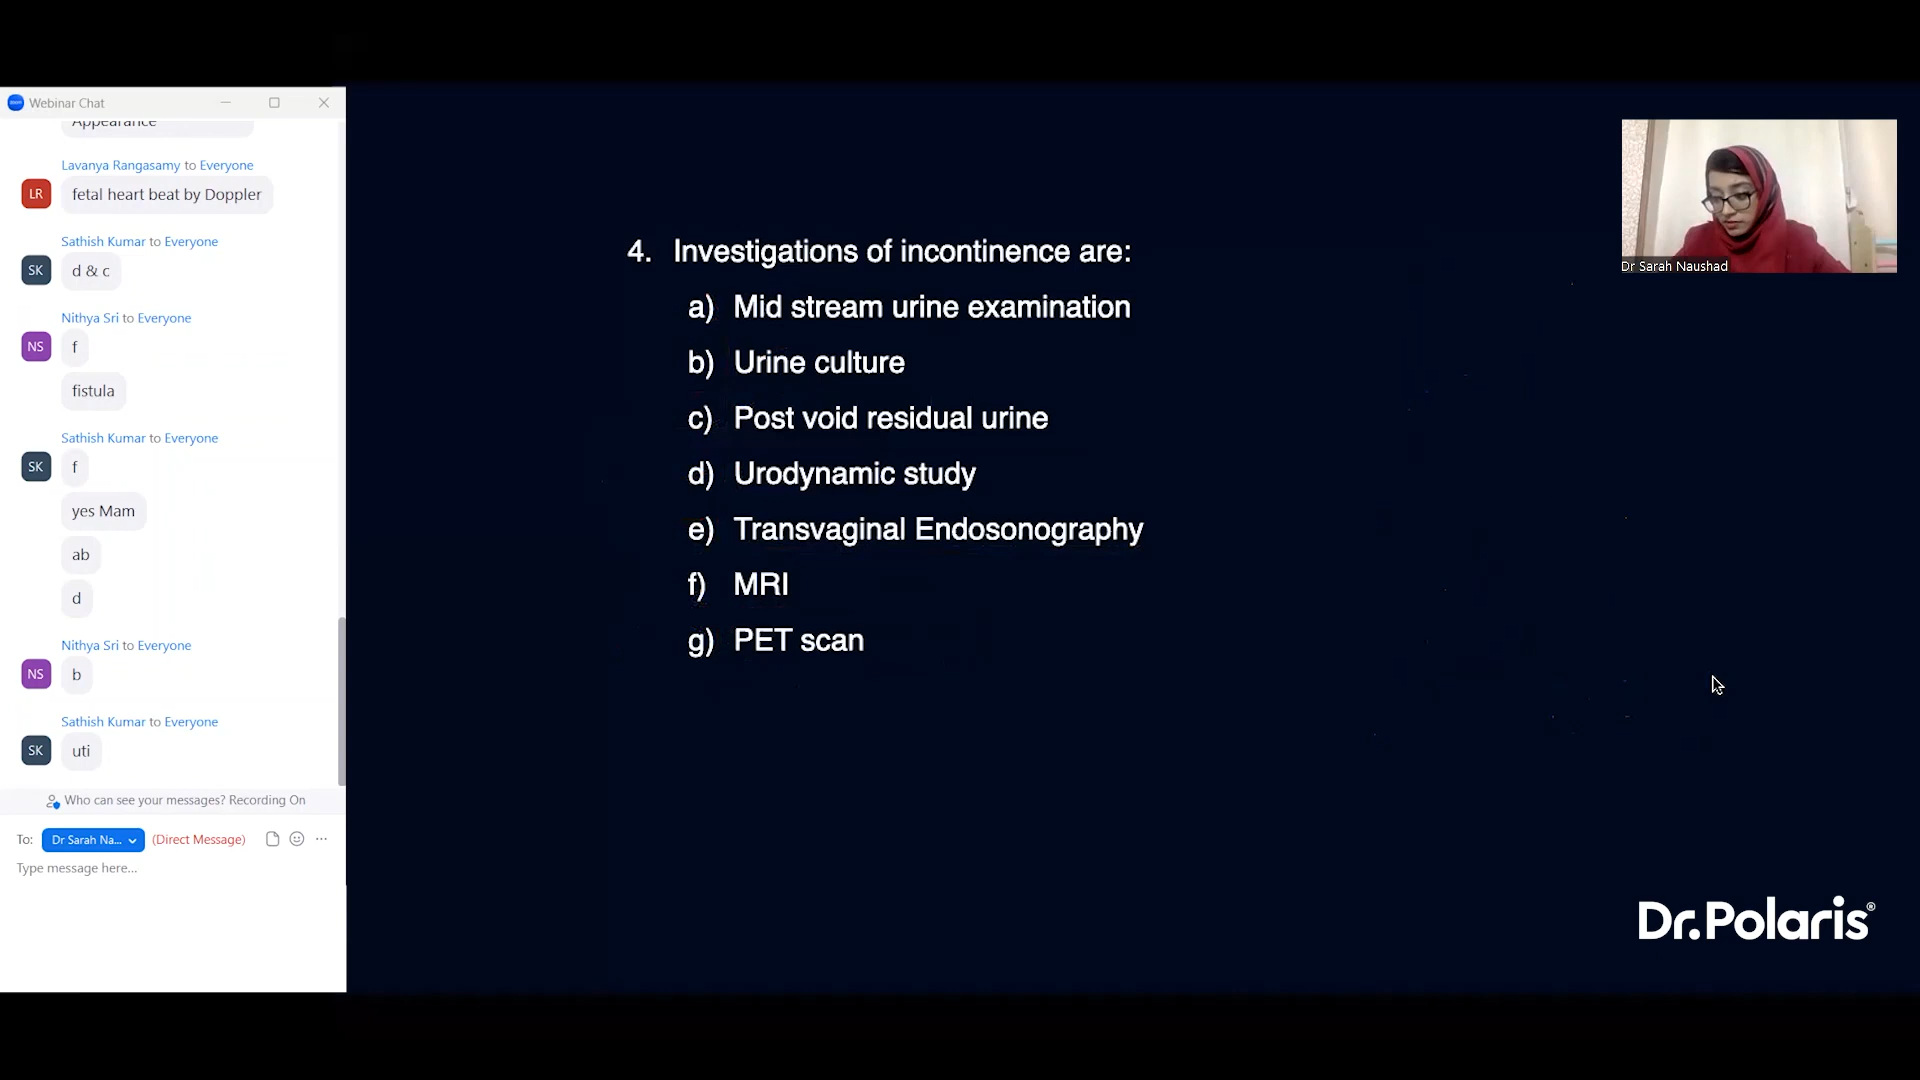 Webinar Chat
Appearance
Lavanya Rangasamy to Everyone
LR
fetal heart beat by Doppler
Sathish Kumar to Everyone
SK
d & c
Nithya Sri to Everyone
NS
f
fistula
Sathish Kumar to Everyone
SK
f
yes Mam
ab
d
Nithya Sri to Everyone
NS
b
Sathish Kumar to Everyone
SK
uti
Who can see your messages? Recording On
To: Dr Sarah Na... (Direct Message)
Type message here...
4. Investigations of incontinence are:
a) Mid stream urine examination
b) Urine culture
c) Post void residual urine
d) Urodynamic study
e) Transvaginal Endosonography
f) MRI
g) PET scan
Dr Sarah Naushad
Dr.Polaris®